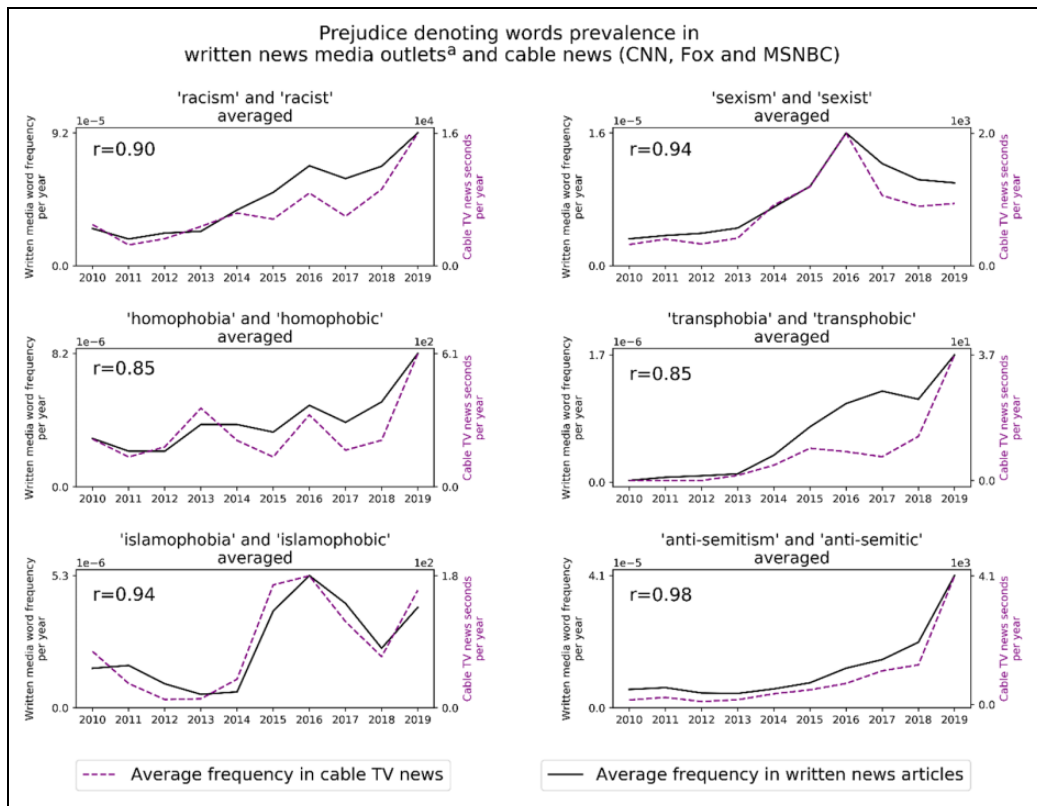 Prejudice denoting words prevalence in
written news media outletsᵃ and cable news (CNN, Fox and MSNBC)
'racism' and 'racist'
averaged
1e−5
1e4
9.2
0.0
1.6
0.0
r=0.90
Written media word frequency
per year
Cable TV news seconds
per year
2010 2011 2012 2013 2014 2015 2016 2017 2018 2019
'sexism' and 'sexist'
averaged
1e−5
1e3
1.6
0.0
2.0
0.0
r=0.94
Written media word frequency
per year
Cable TV news seconds
per year
2010 2011 2012 2013 2014 2015 2016 2017 2018 2019
'homophobia' and 'homophobic'
averaged
1e−6
1e2
8.2
0.0
6.1
0.0
r=0.85
Written media word frequency
per year
Cable TV news seconds
per year
2010 2011 2012 2013 2014 2015 2016 2017 2018 2019
'transphobia' and 'transphobic'
averaged
1e−6
1e1
1.7
0.0
3.7
0.0
r=0.85
Written media word frequency
per year
Cable TV news seconds
per year
2010 2011 2012 2013 2014 2015 2016 2017 2018 2019
'islamophobia' and 'islamophobic'
averaged
1e−6
1e2
5.3
0.0
1.8
0.0
r=0.94
Written media word frequency
per year
Cable TV news seconds
per year
2010 2011 2012 2013 2014 2015 2016 2017 2018 2019
'anti-semitism' and 'anti-semitic'
averaged
1e−5
1e3
4.1
0.0
4.1
0.0
r=0.98
Written media word frequency
per year
Cable TV news seconds
per year
2010 2011 2012 2013 2014 2015 2016 2017 2018 2019
Average frequency in cable TV news
Average frequency in written news articles